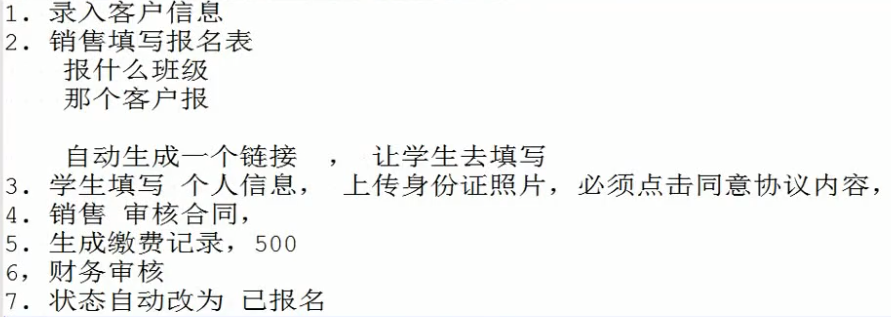 1. 录入客户信息
2. 销售填写报名表
报什么班级
那个客户报
自动生成一个链接 , 让学生去填写
3. 学生填写 个人信息, 上传身份证照片,必须点击同意协议内容,
4. 销售 审核合同,
5. 生成缴费记录,500
6,财务审核
7. 状态自动改为 已报名